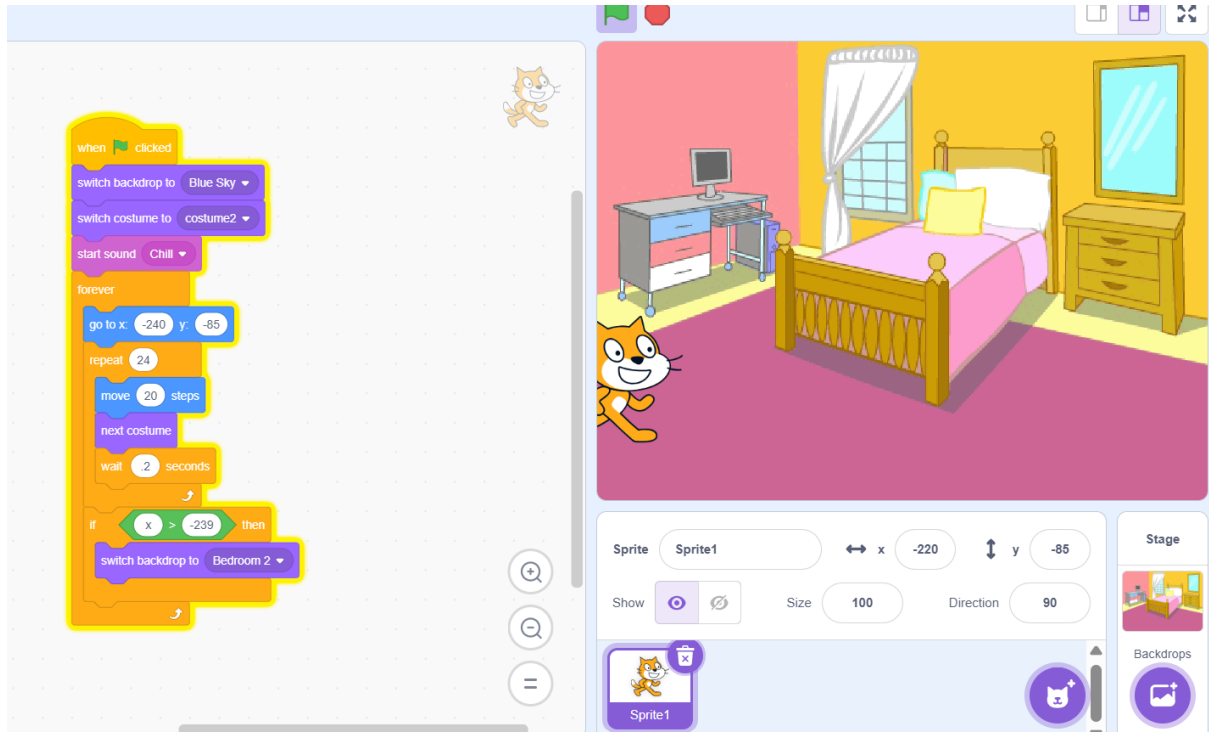 when clicked
switch backdrop to Blue Sky
switch costume to costume2
start sound Chill
forever
go to x: -240 y: -85
repeat 24
move 20 steps
next costume
wait .2 seconds
if x > -239 then
switch backdrop to Bedroom 2
Sprite Sprite1 x -220 y -85
Show Size 100 Direction 90
Sprite1
Stage
Backdrops